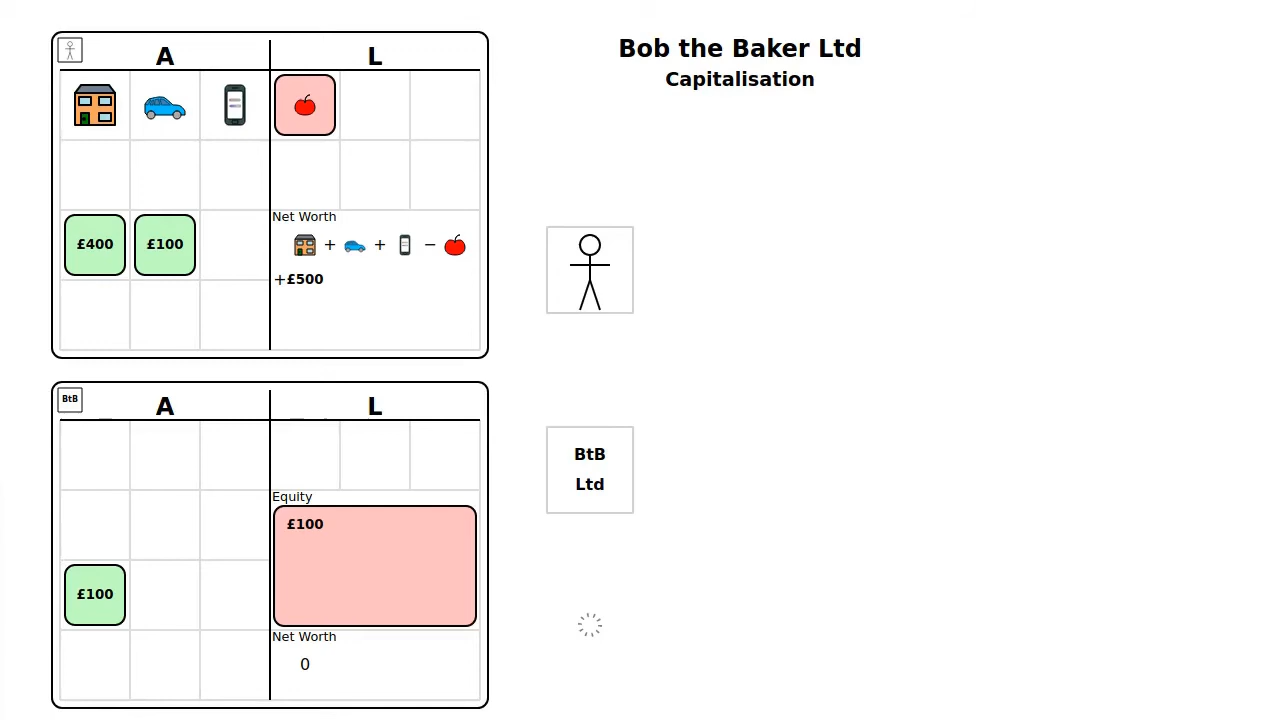 Bob the Baker Ltd
Capitalisation
A
L
£400
£100
Net Worth
+ + −
+£500
BtB
A
L
Equity
£100
£100
Net Worth
0
BtB
Ltd